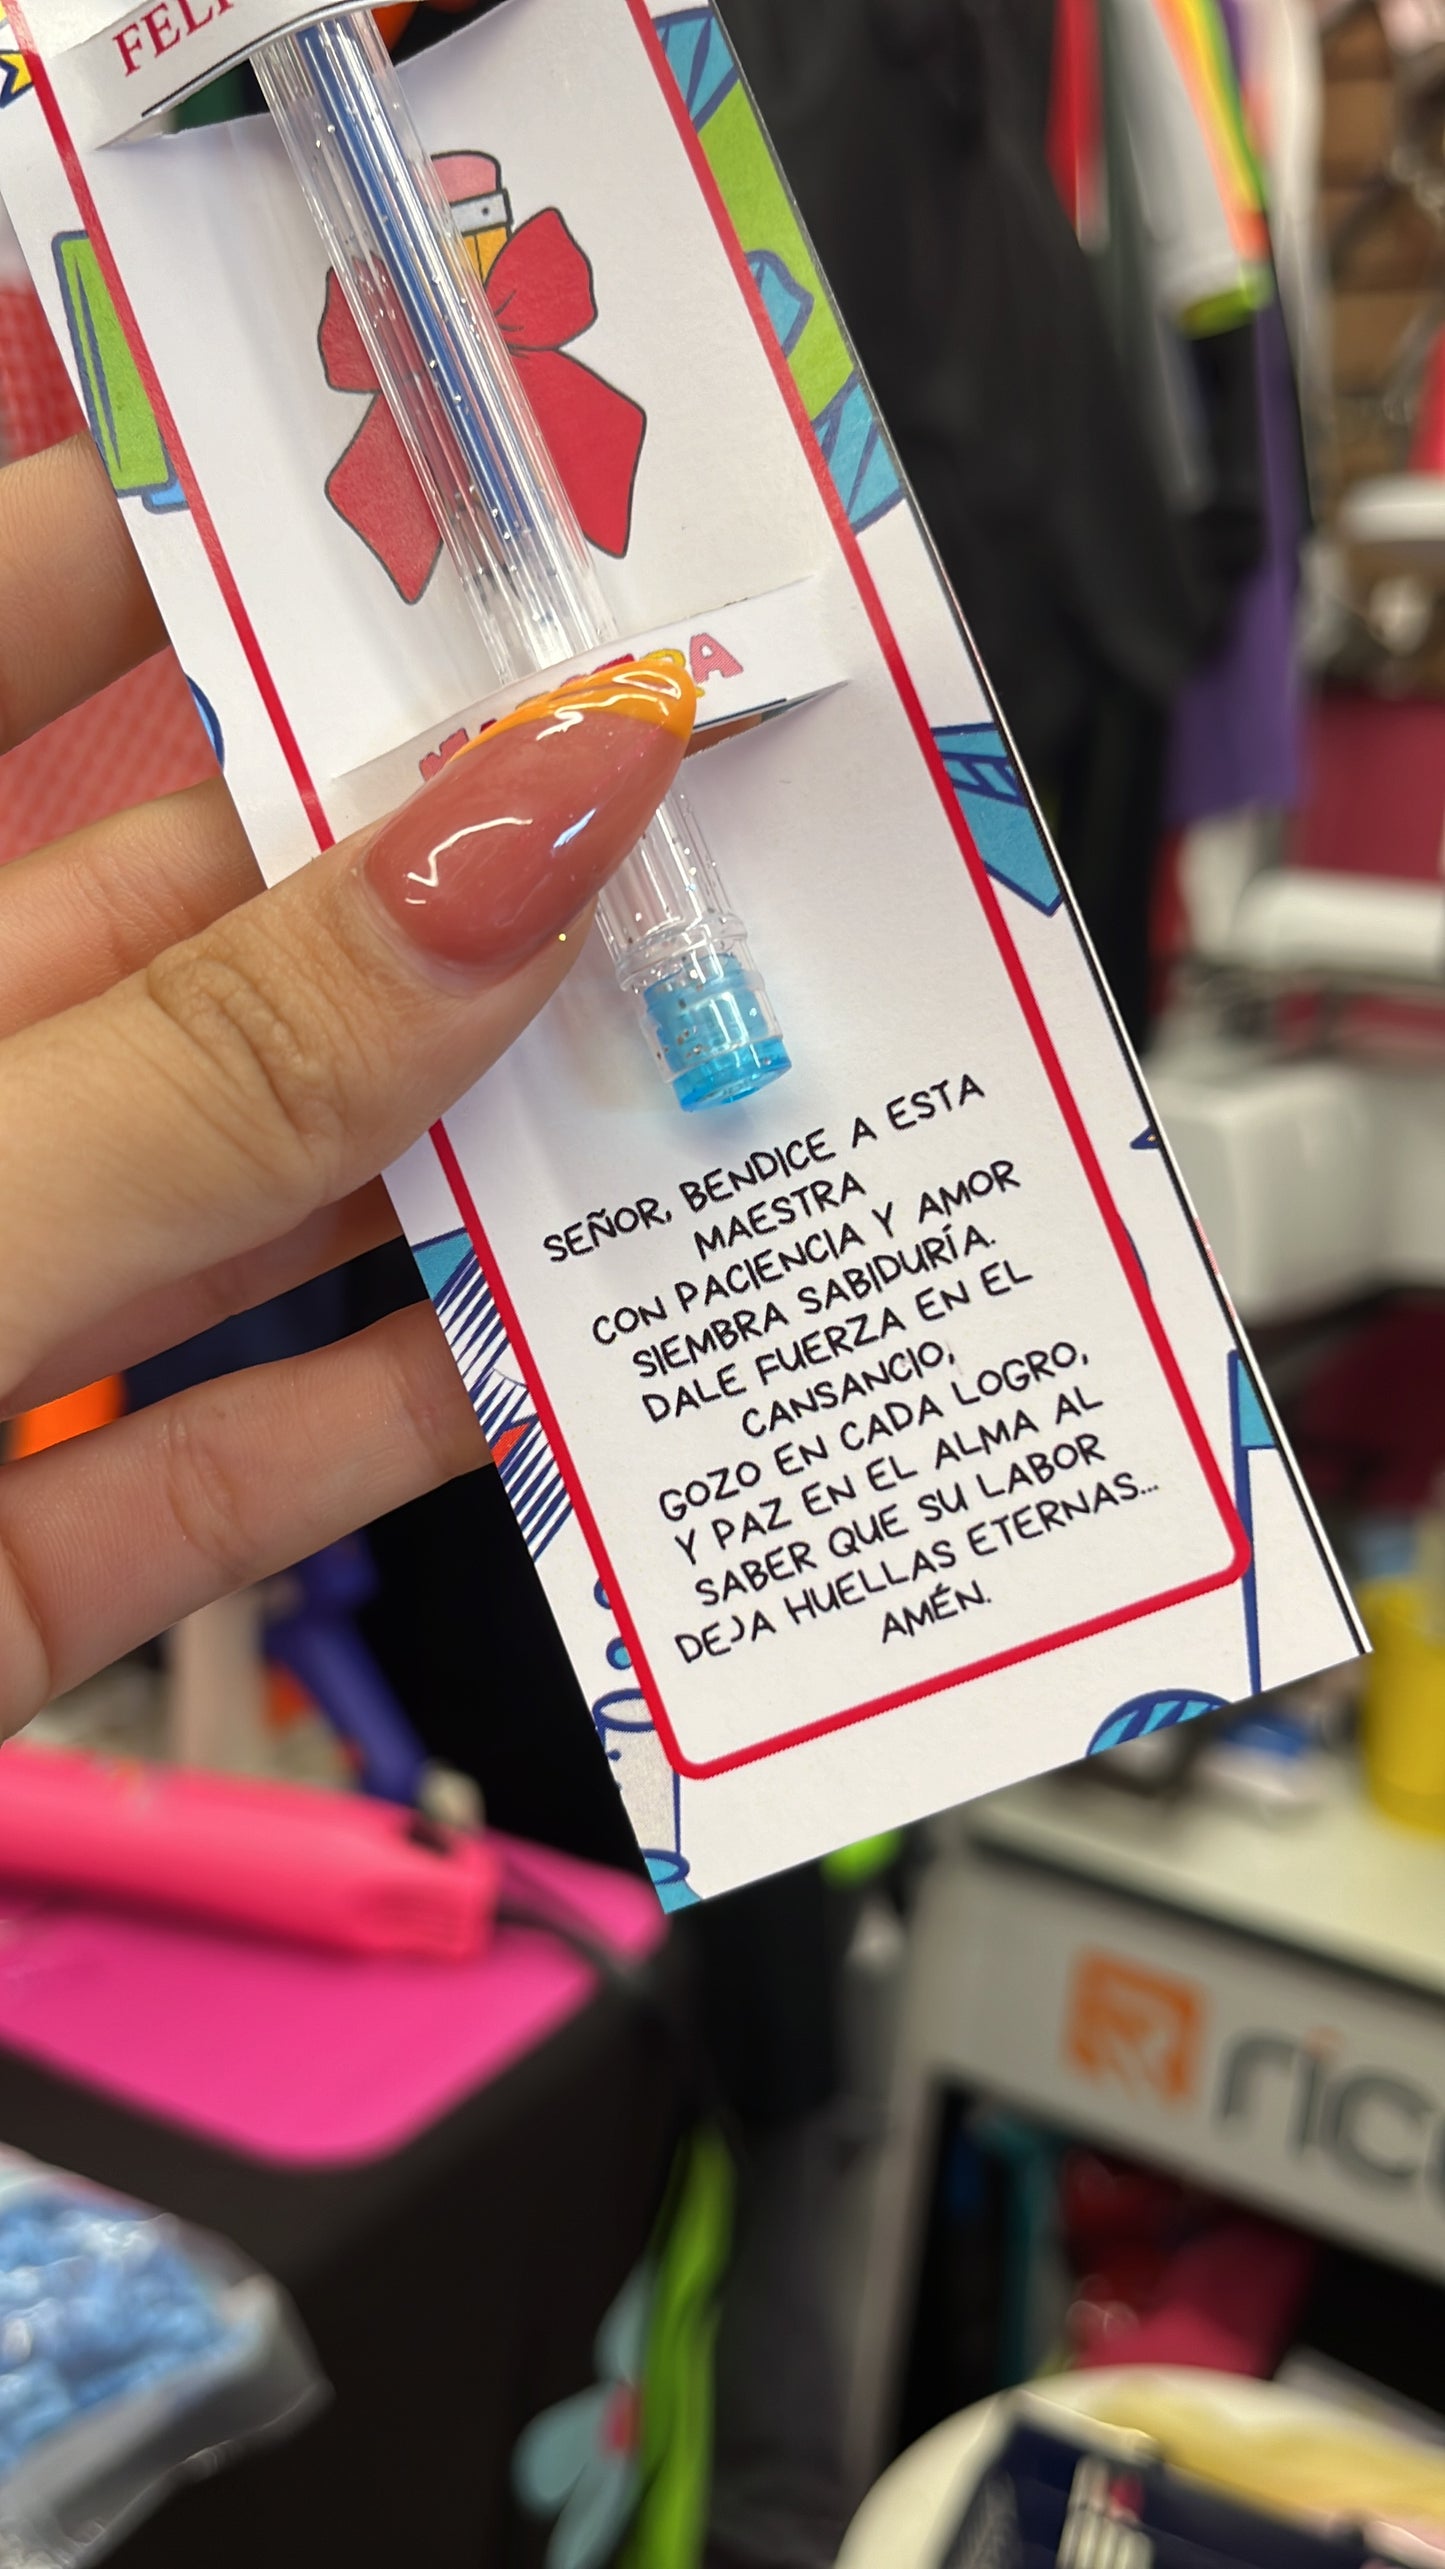 SEÑOR, BENDICE A ESTA
MAESTRA
CON PACIENCIA Y AMOR
SIEMBRA SABIDURÍA.
DALE FUERZA EN EL
CANSANCIO,
GOZO EN CADA LOGRO,
Y PAZ EN EL ALMA AL
SABER QUE SU LABOR
DEJA HUELLAS ETERNAS...
AMÉN.